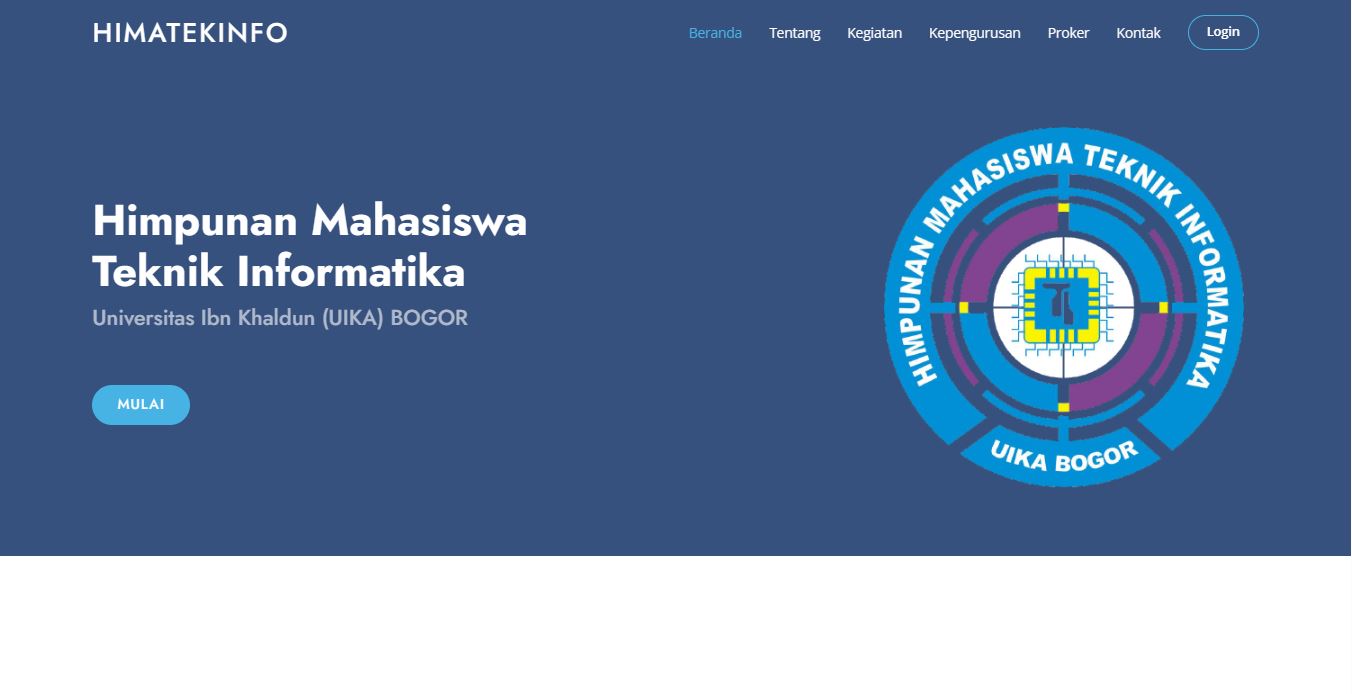 HIMATEKINFO
Beranda Tentang Kegiatan Kepengurusan Proker Kontak Login
Himpunan Mahasiswa
Teknik Informatika
Universitas Ibn Khaldun (UIKA) BOGOR
MULAI
HIMPUNAN MAHASISWA TEKNIK INFORMATIKA
UIKA BOGOR